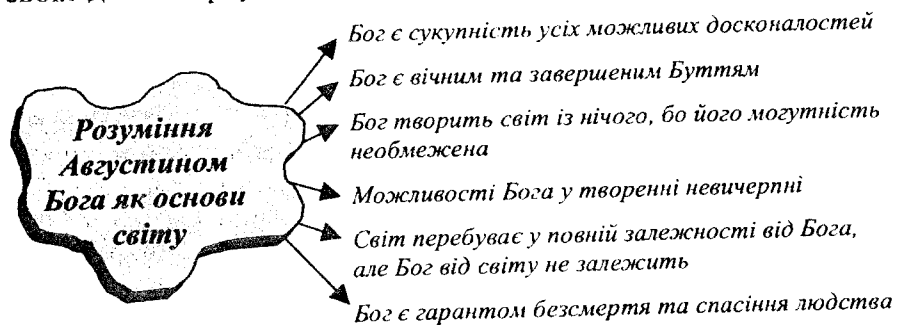 Розуміння
Августином
Бога як основи
світу
Бог є сукупність усіх можливих досконалостей
Бог є вічним та завершеним Буттям
Бог творить світ із нічого, бо його могутність
необмежена
Можливості Бога у творенні невичерпні
Світ перебуває у повній залежності від Бога,
але Бог від світу не залежить
Бог є гарантом безсмертя та спасіння людства